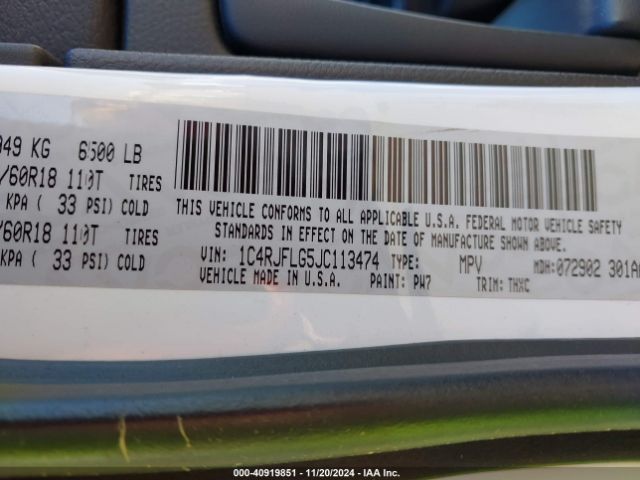 949 KG 6500 LB
/60R18 110T TIRES
KPA ( 33 PSI) COLD
/60R18 110T TIRES
KPA ( 33 PSI) COLD
THIS VEHICLE CONFORMS TO ALL APPLICABLE U.S.A. FEDERAL MOTOR VEHICLE SAFETY
STANDARDS IN EFFECT ON THE DATE OF MANUFACTURE SHOWN ABOVE.
VIN: 1C4RJFLG5JC113474 TYPE: MPV MDH:072902 301A
VEHICLE MADE IN U.S.A. PAINT: PW7 TRIM: THXC
000-40919851 - 11/20/2024 - IAA Inc.